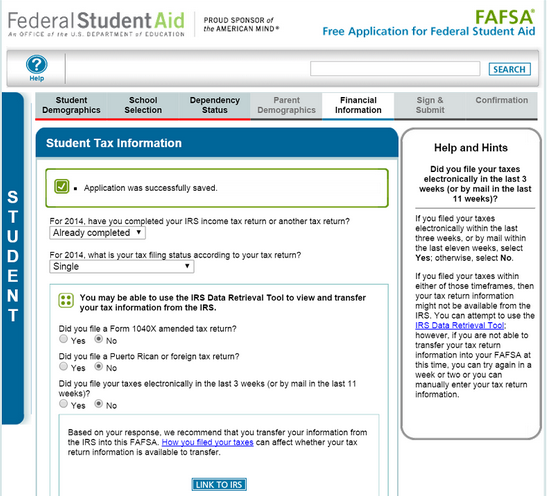 Federal Student Aid
AN OFFICE of the U.S. DEPARTMENT of EDUCATION
PROUD SPONSOR of
the AMERICAN MIND®
FAFSA®
Free Application for Federal Student Aid
Help
SEARCH
Student
Demographics
School
Selection
Dependency
Status
Parent
Demographics
Financial
Information
Sign &
Submit
Confirmation
STUDENT
Student Tax Information
Application was successfully saved.
For 2014, have you completed your IRS income tax return or another tax return?
Already completed
For 2014, what is your tax filing status according to your tax return?
Single
You may be able to use the IRS Data Retrieval Tool to view and transfer
your tax information from the IRS.
Did you file a Form 1040X amended tax return?
Yes No
Did you file a Puerto Rican or foreign tax return?
Yes No
Did you file your taxes electronically in the last 3 weeks (or by mail in the last 11
weeks)?
Yes No
Based on your response, we recommend that you transfer your information from
the IRS into this FAFSA. How you filed your taxes can affect whether your tax
return information is available to transfer.
LINK TO IRS
Help and Hints
Did you file your taxes
electronically in the last 3
weeks (or by mail in the last
11 weeks)?
If you filed your taxes
electronically within the last
three weeks, or by mail within
the last eleven weeks, select
Yes; otherwise, select No.
If you filed your taxes within
either of those timeframes, then
your tax return information
might not be available from the
IRS. You can attempt to use the
IRS Data Retrieval Tool;
however, if you are not able to
transfer your tax return
information into your FAFSA at
this time, you can try again in a
week or two or you can
manually enter your tax return
information.